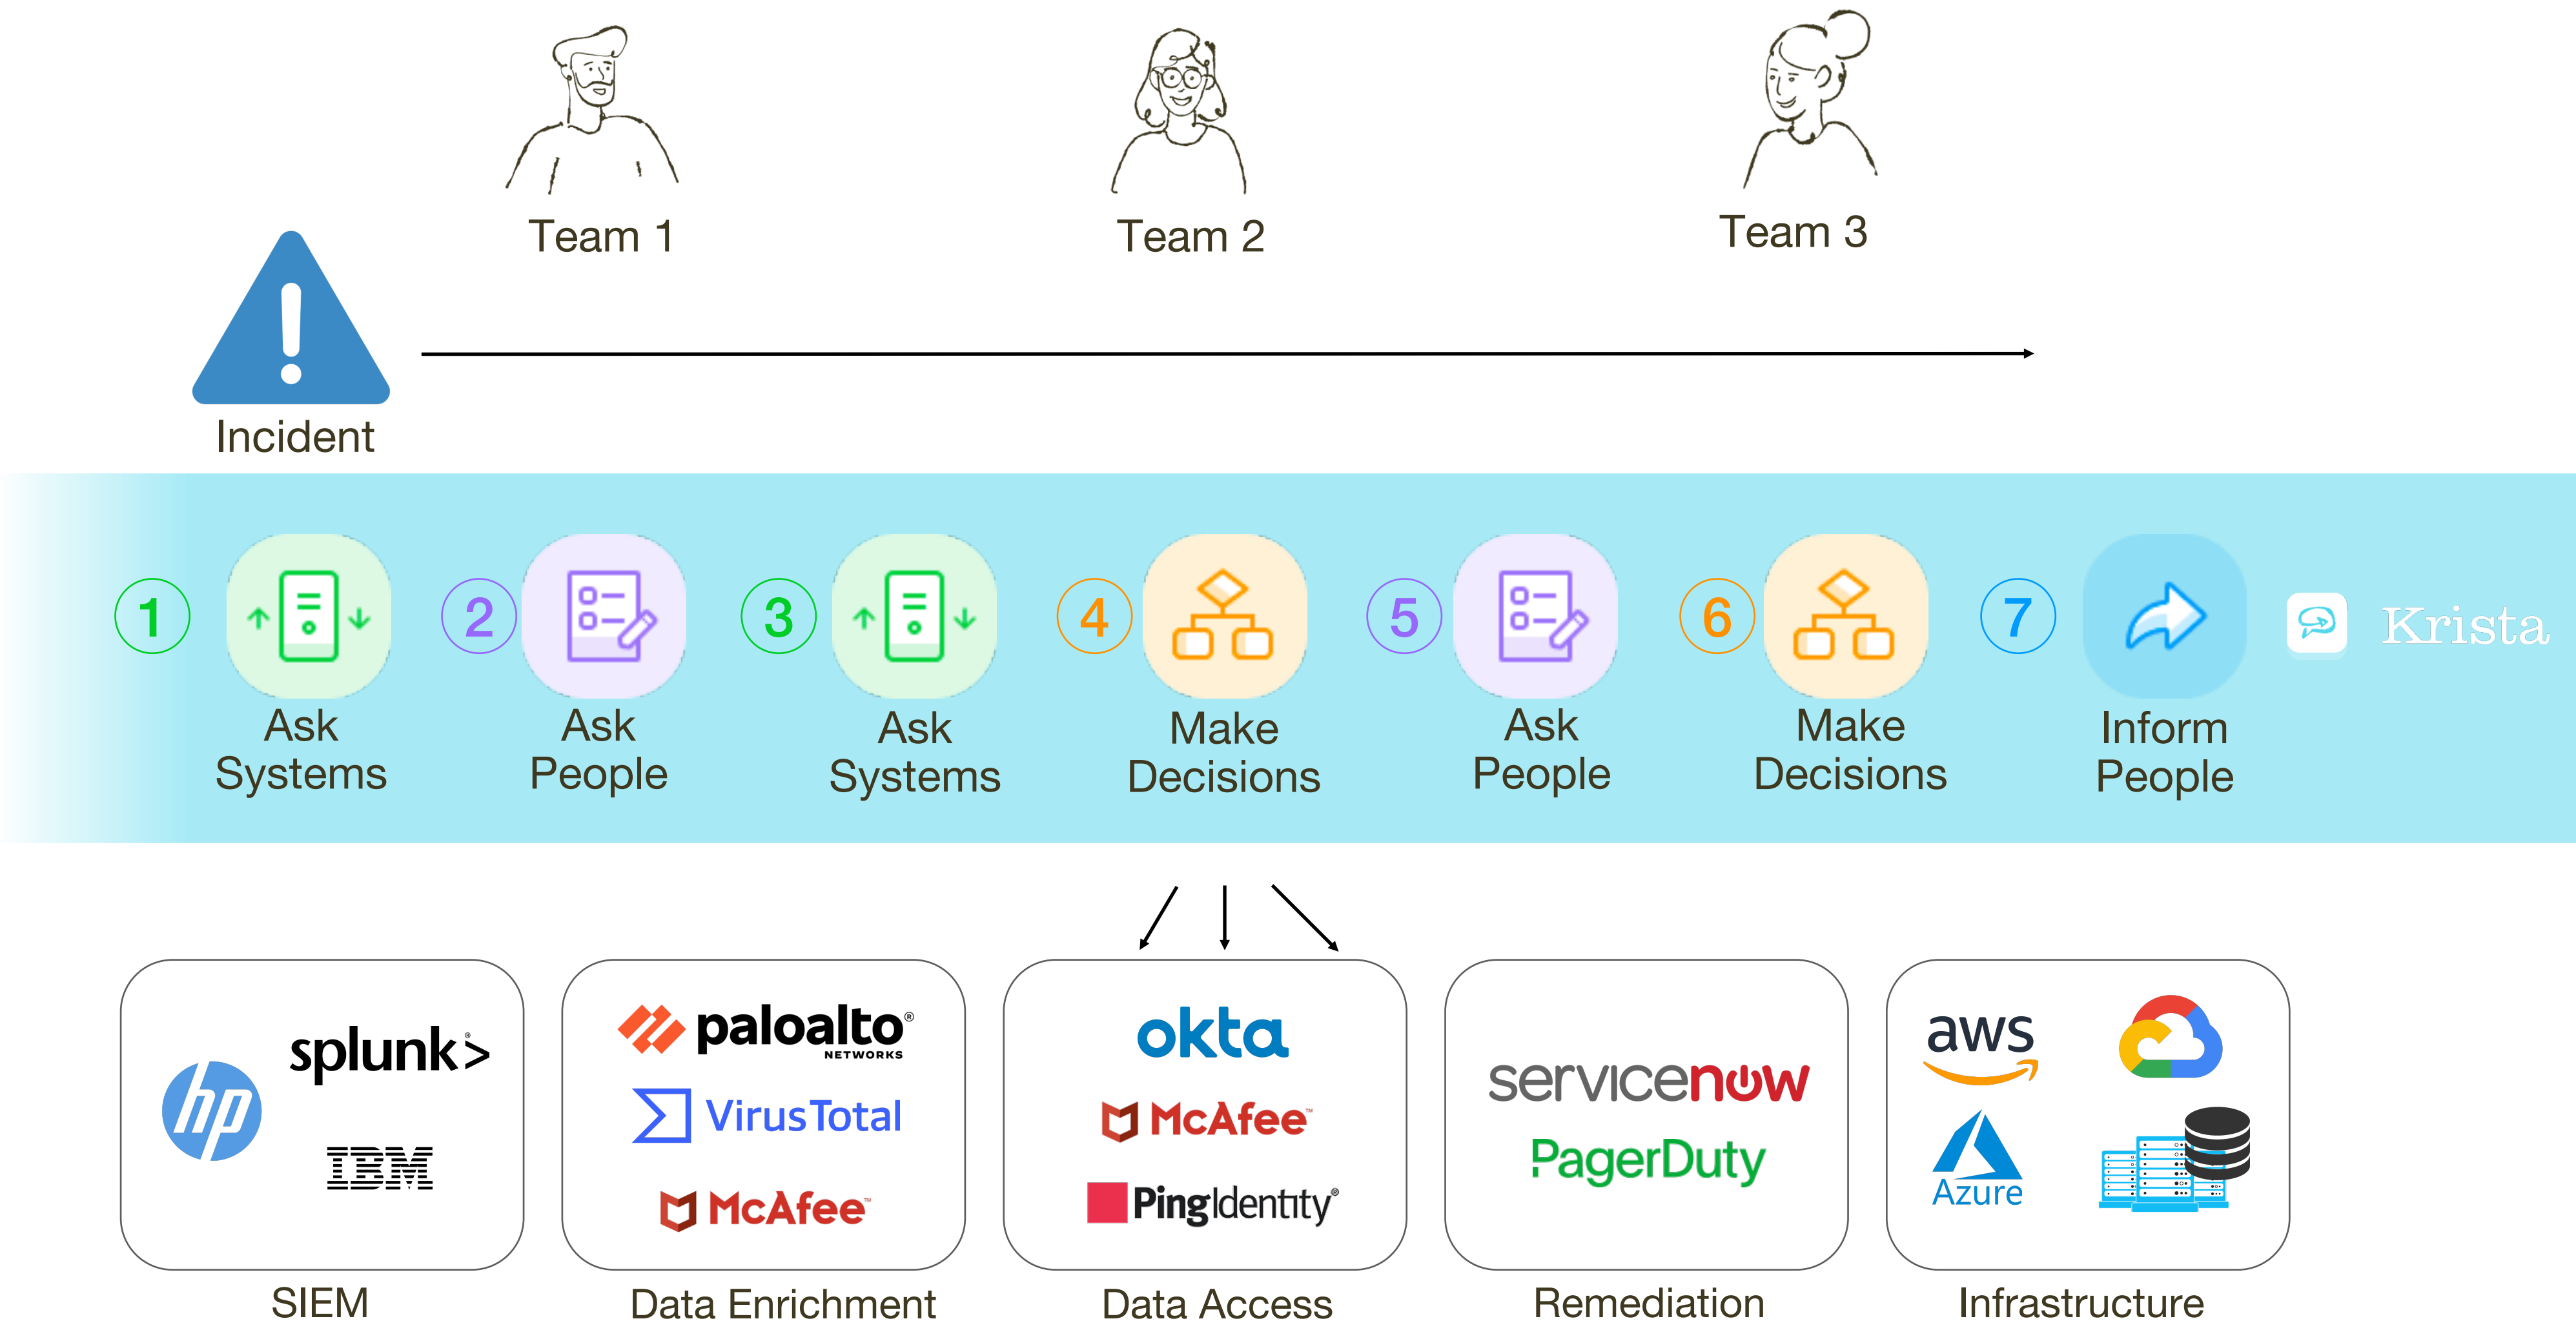 Team 1
Team 2
Team 3
Incident
1
Ask
Systems
2
Ask
People
3
Ask
Systems
4
Make
Decisions
5
Ask
People
6
Make
Decisions
7
Inform
People
Krista
hp
splunk>®
IBM
SIEM
paloalto®
NETWORKS
VirusTotal
McAfee™
Data Enrichment
okta
McAfee™
PingIdentity®
Data Access
servicenow
PagerDuty
Remediation
aws
Azure
Infrastructure